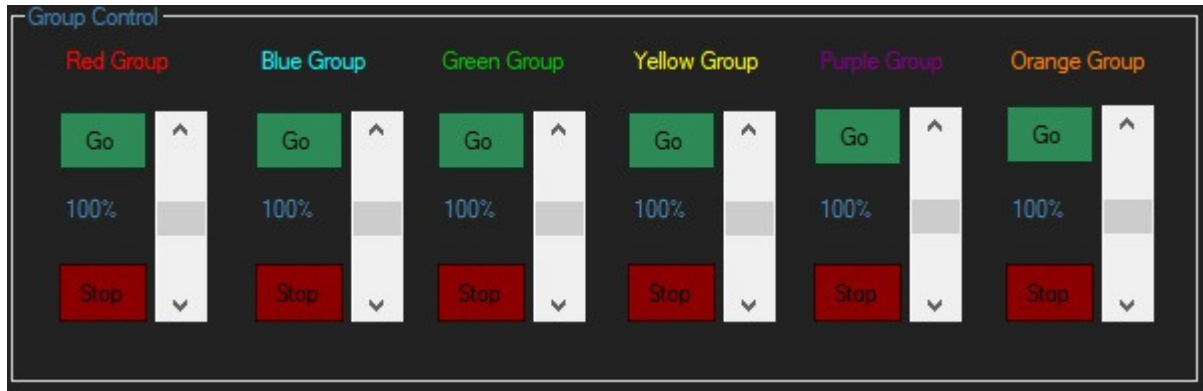 Group Control
Red Group Blue Group Green Group Yellow Group Purple Group Orange Group
Go Go Go Go Go Go
100% 100% 100% 100% 100% 100%
Stop Stop Stop Stop Stop Stop